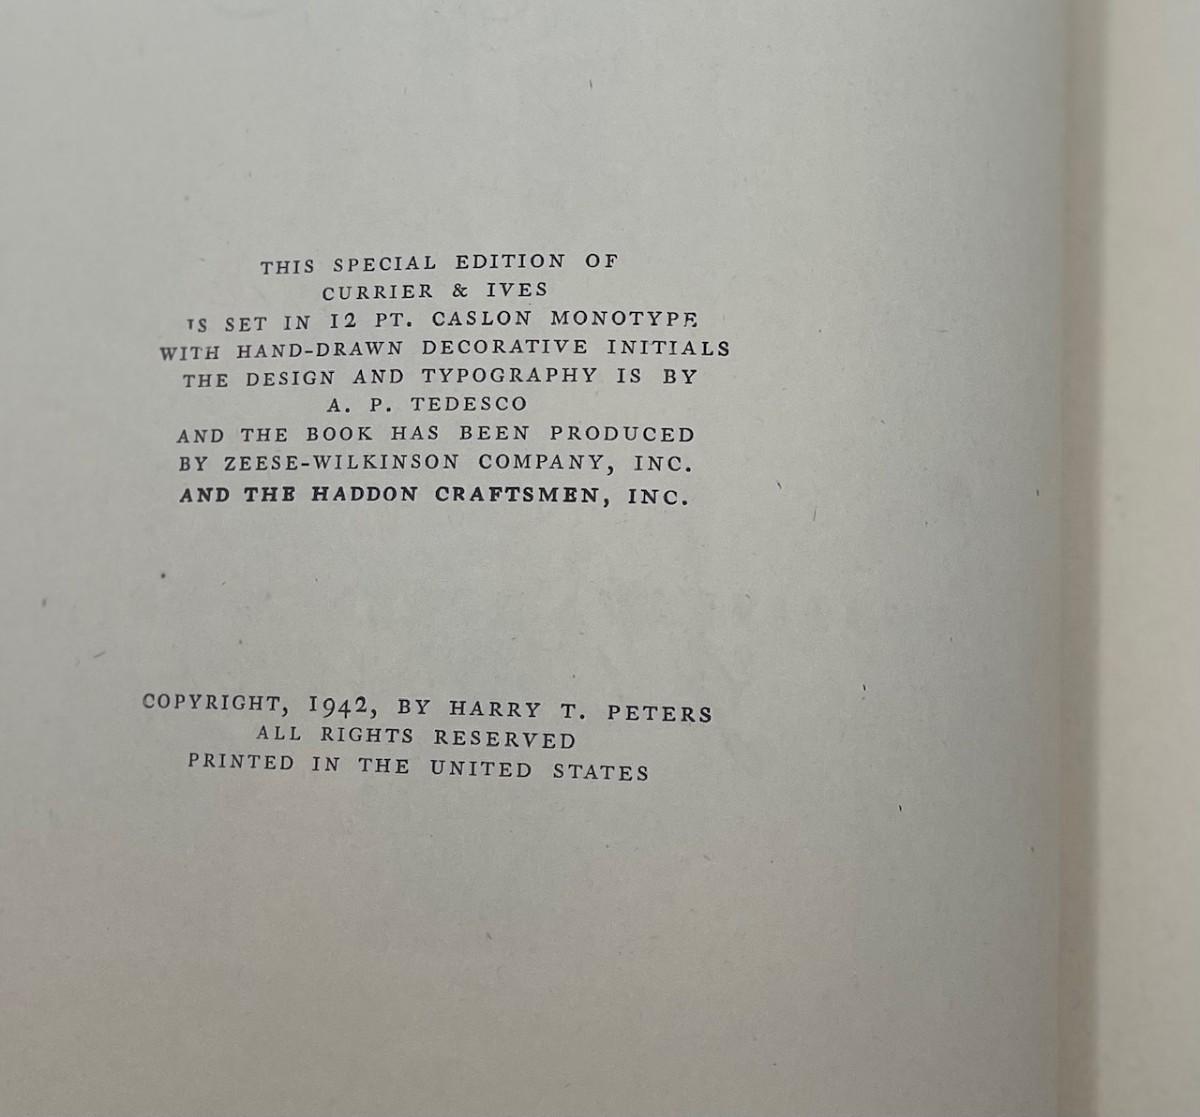 THIS SPECIAL EDITION OF
CURRIER & IVES
IS SET IN 12 PT. CASLON MONOTYPE
WITH HAND-DRAWN DECORATIVE INITIALS
THE DESIGN AND TYPOGRAPHY IS BY
A. P. TEDESCO
AND THE BOOK HAS BEEN PRODUCED
BY ZEESE-WILKINSON COMPANY, INC.
AND THE HADDON CRAFTSMEN, INC.
COPYRIGHT, 1942, BY HARRY T. PETERS
ALL RIGHTS RESERVED
PRINTED IN THE UNITED STATES